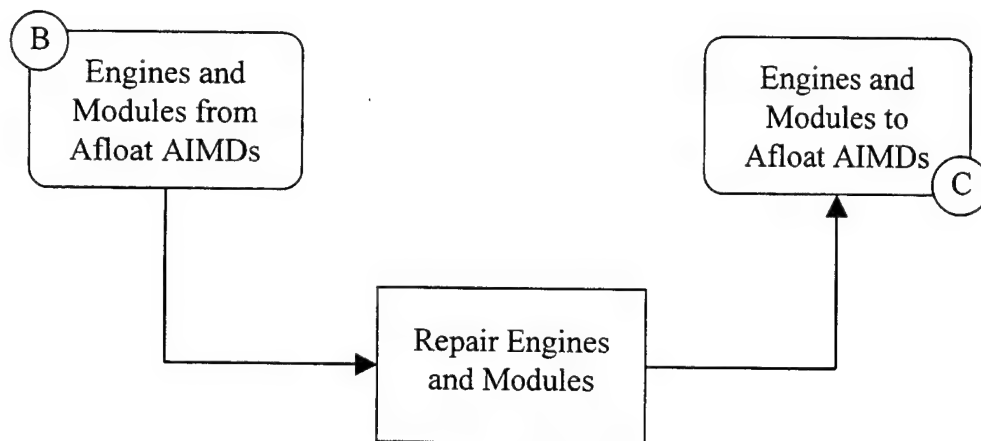 B
Engines and
Modules from
Afloat AIMDs
Engines and
Modules to
Afloat AIMDs
C
Repair Engines
and Modules